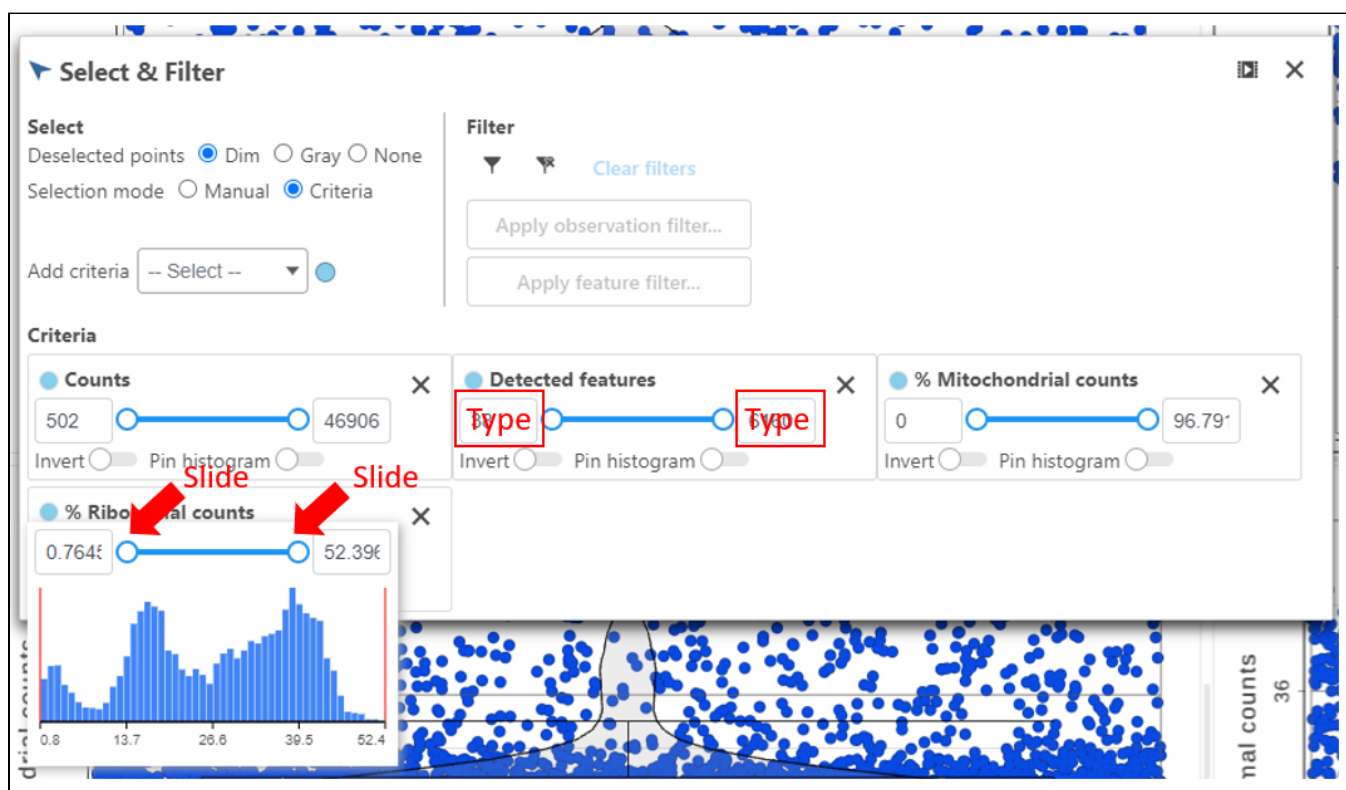 Select & Filter
Select
Deselected points Dim Gray None
Selection mode Manual Criteria
Add criteria -- Select --
Filter
Clear filters
Apply observation filter...
Apply feature filter...
Criteria
Counts
502 46906
Invert Pin histogram
Detected features
Type Type
Invert Pin histogram
% Mitochondrial counts
0 96.791
Invert Pin histogram
Slide Slide
% Ribo al counts
0.7645 52.396
0.8 13.7 26.6 39.5 52.4
drial counts
36
mal counts